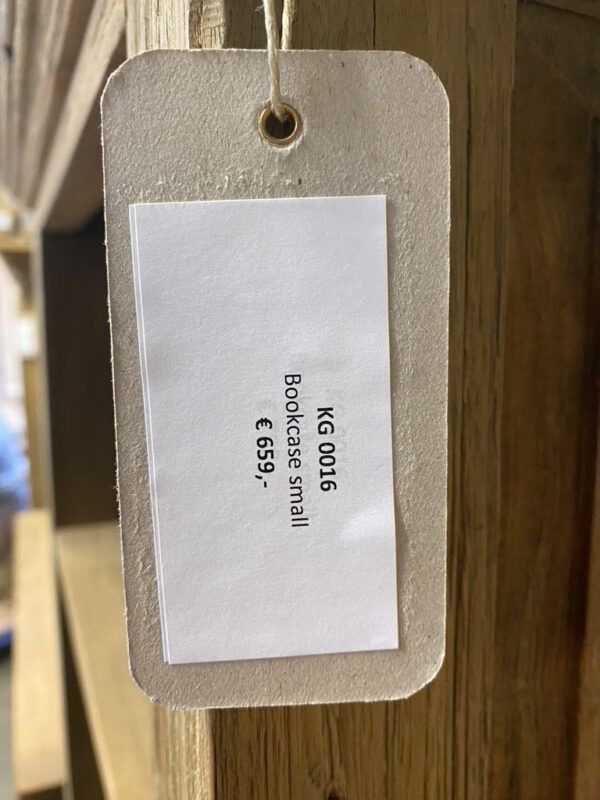 KG 0016
Bookcase small
€ 659,-